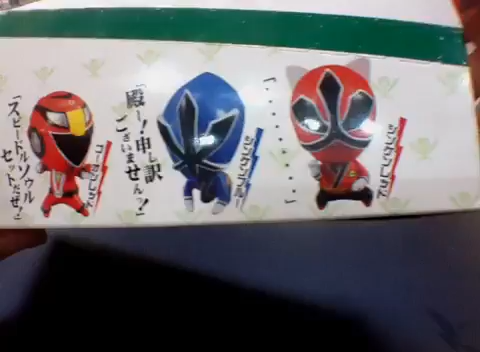 「スピードルソウル
セットだぜ。」
ゴーオンレッド
「殿ー！申し訳
ございませんっ」
シンケンブルー
「・・・・・・・・」
シンケンレッド